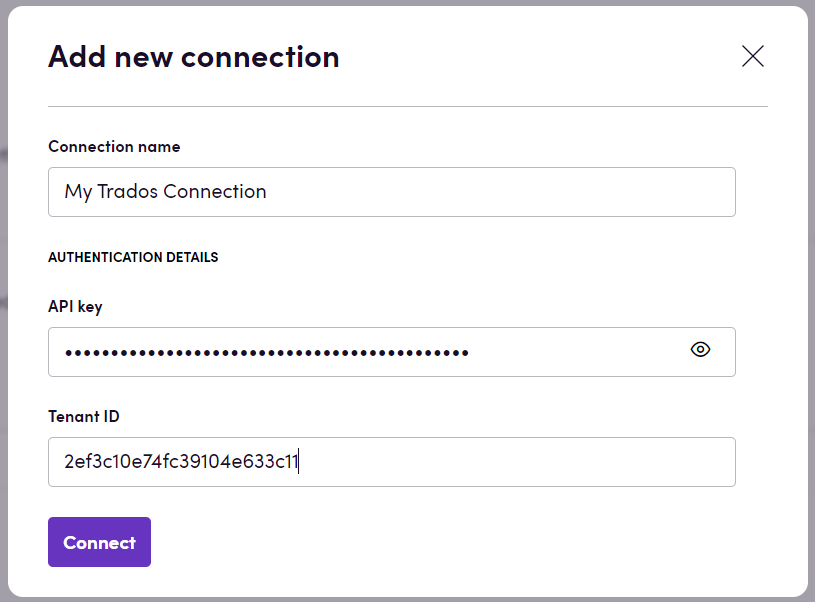 Add new connection
Connection name
My Trados Connection
AUTHENTICATION DETAILS
API key
••••••••••••••••••••••••••••••••••••••••••••
Tenant ID
2ef3c10e74fc39104e633c11
Connect